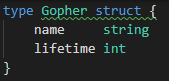 type Gopher struct {
    name     string
    lifetime int
}